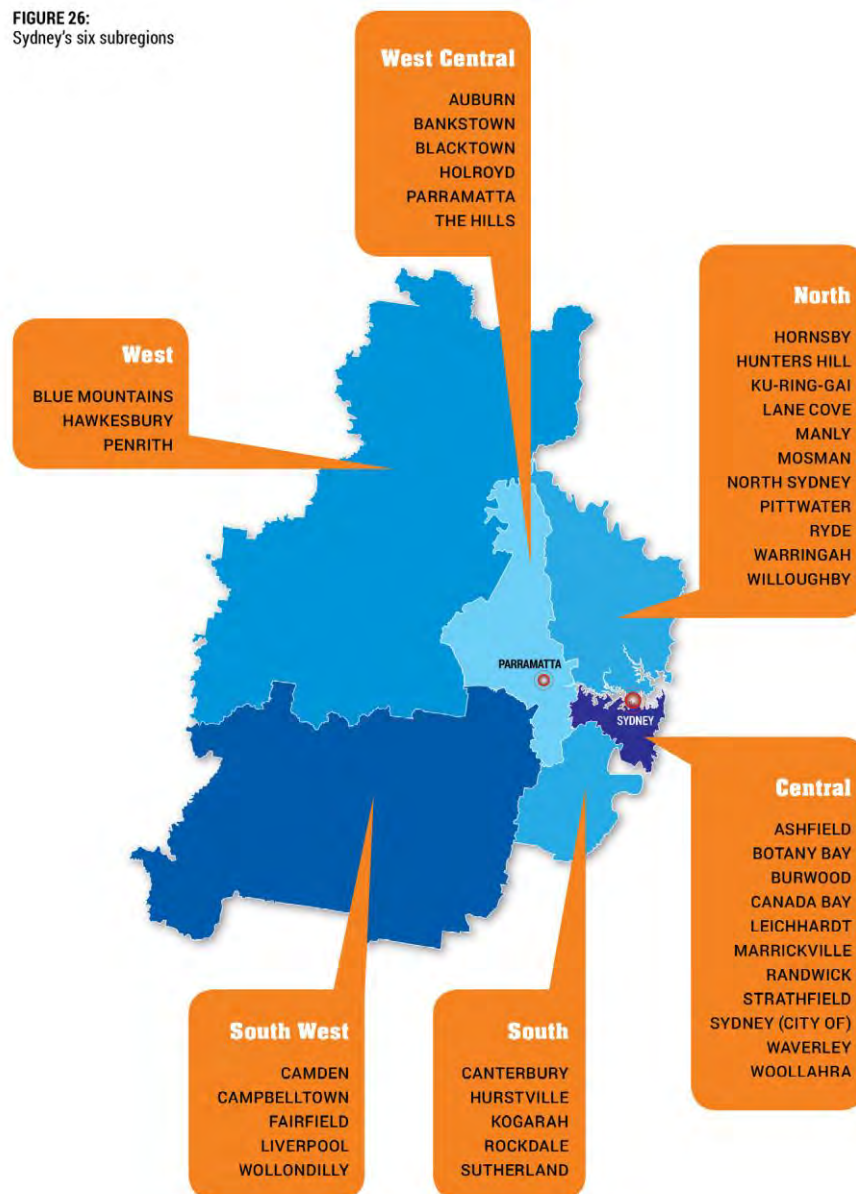 FIGURE 26:
Sydney's six subregions
West Central
AUBURN
BANKSTOWN
BLACKTOWN
HOLROYD
PARRAMATTA
THE HILLS
North
HORNSBY
HUNTERS HILL
KU-RING-GAI
LANE COVE
MANLY
MOSMAN
NORTH SYDNEY
PITTWATER
RYDE
WARRINGAH
WILLOUGHBY
West
BLUE MOUNTAINS
HAWKESBURY
PENRITH
PARRAMATTA
SYDNEY
Central
ASHFIELD
BOTANY BAY
BURWOOD
CANADA BAY
LEICHHARDT
MARRICKVILLE
RANDWICK
STRATHFIELD
SYDNEY (CITY OF)
WAVERLEY
WOOLLAHRA
South West
CAMDEN
CAMPBELLTOWN
FAIRFIELD
LIVERPOOL
WOLLONDILLY
South
CANTERBURY
HURSTVILLE
KOGARAH
ROCKDALE
SUTHERLAND